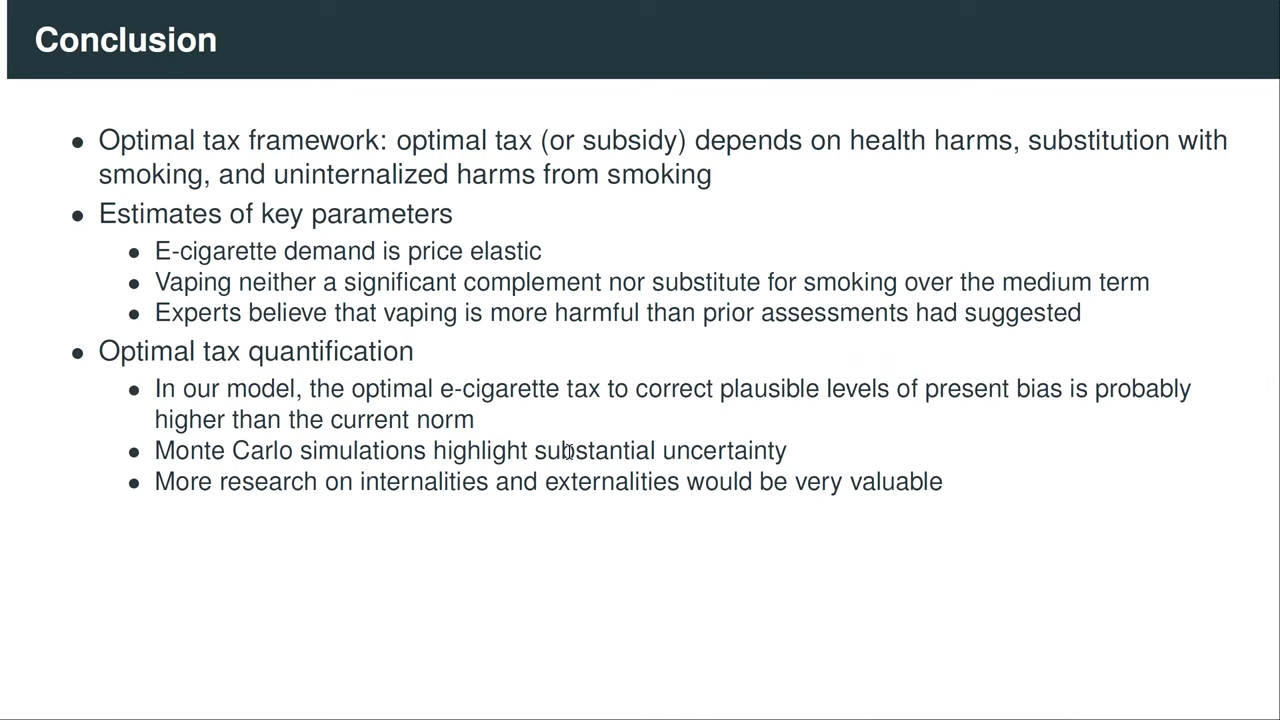 Conclusion
• Optimal tax framework: optimal tax (or subsidy) depends on health harms, substitution with
smoking, and uninternalized harms from smoking
• Estimates of key parameters
• E-cigarette demand is price elastic
• Vaping neither a significant complement nor substitute for smoking over the medium term
• Experts believe that vaping is more harmful than prior assessments had suggested
• Optimal tax quantification
• In our model, the optimal e-cigarette tax to correct plausible levels of present bias is probably
higher than the current norm
• Monte Carlo simulations highlight substantial uncertainty
• More research on internalities and externalities would be very valuable